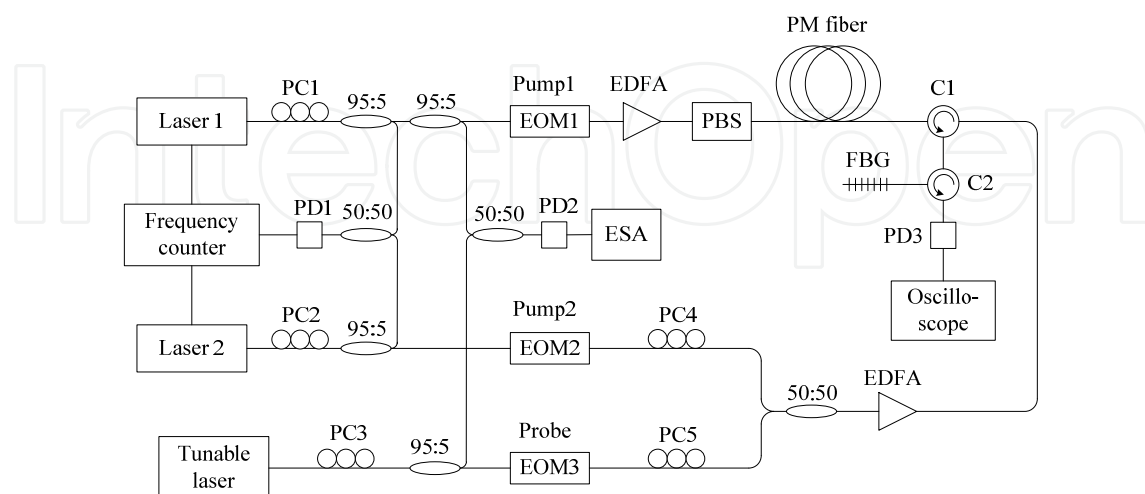 PM fiber
Pump1
EDFA
C1
PC1
95:5
95:5
Laser 1
EOM1
PBS
FBG
C2
PD1
50:50
50:50
PD2
Frequency
counter
ESA
PD3
Oscillo-
scope
Pump2
PC4
PC2
95:5
Laser 2
EOM2
50:50
EDFA
Probe
PC5
PC3
95:5
Tunable
laser
EOM3
IntechOpen